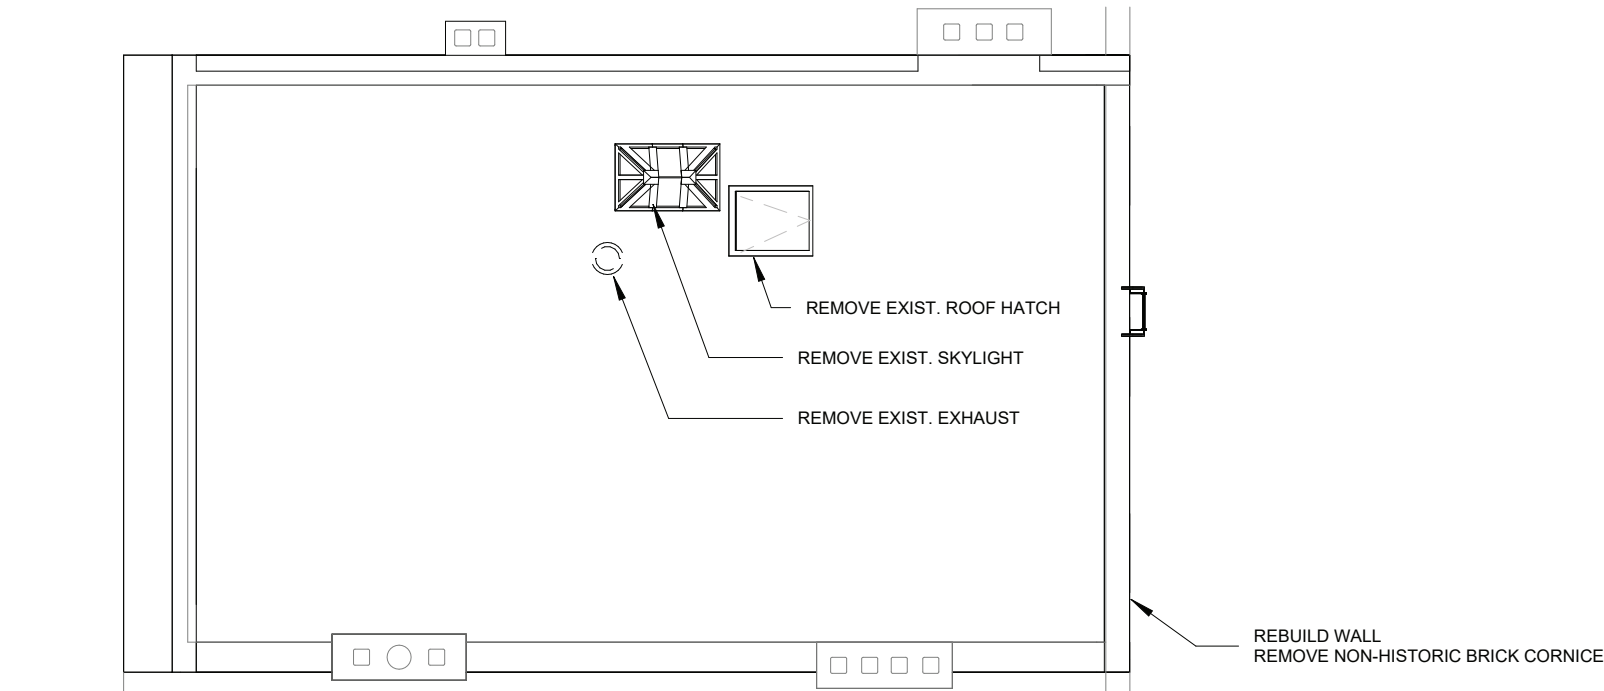 REMOVE EXIST. ROOF HATCH
REMOVE EXIST. SKYLIGHT
REMOVE EXIST. EXHAUST
REBUILD WALL
REMOVE NON-HISTORIC BRICK CORNICE